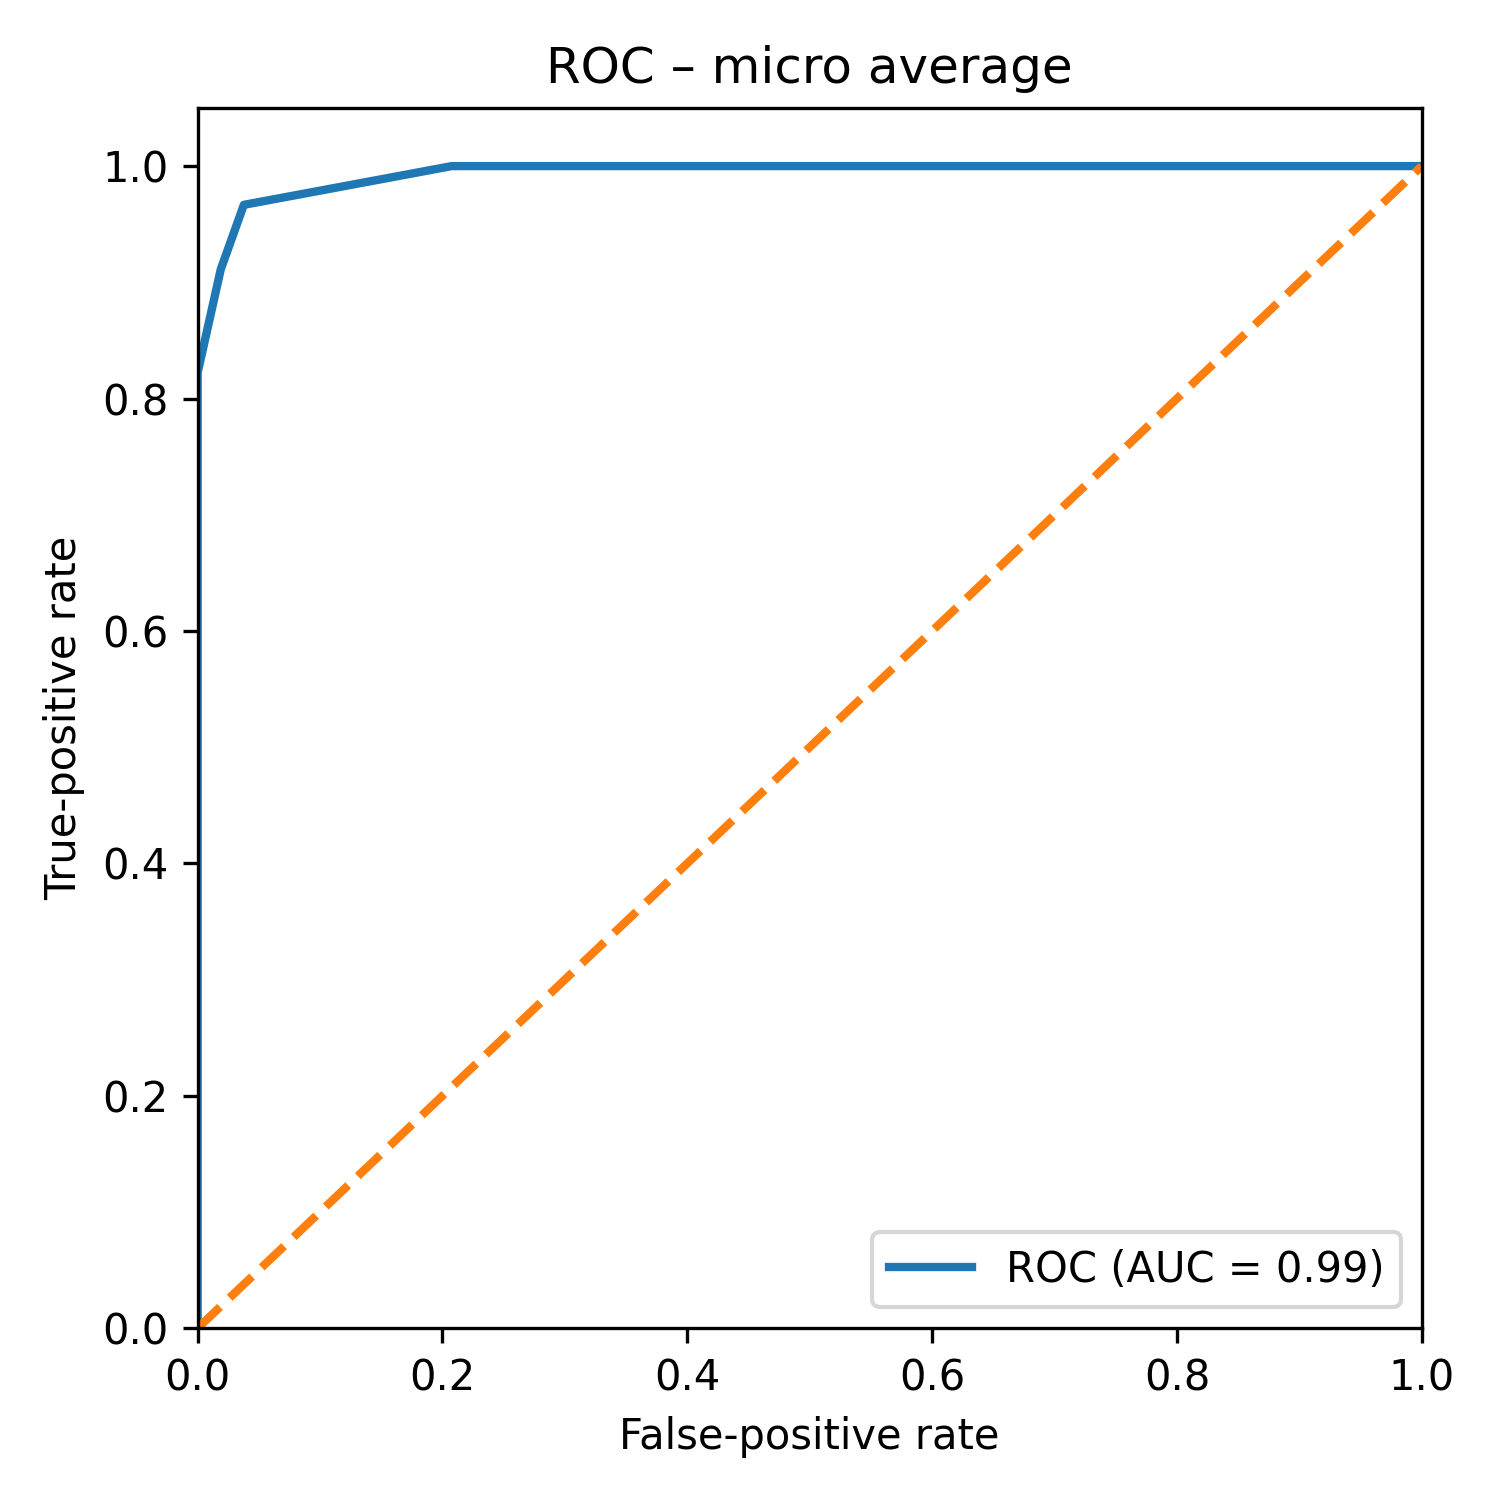 ROC – micro average
1.0
0.8
0.6
0.4
0.2
0.0
True-positive rate
ROC (AUC = 0.99)
0.0 0.2 0.4 0.6 0.8 1.0
False-positive rate